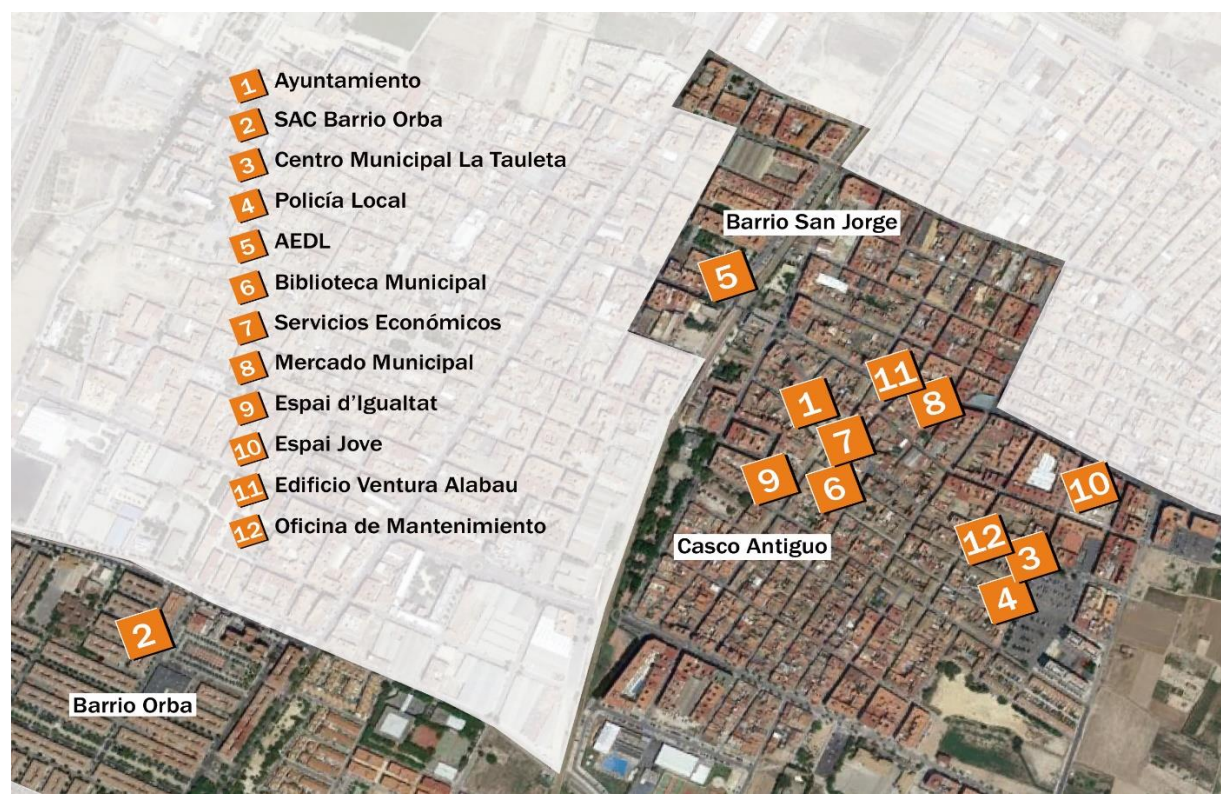 1 Ayuntamiento
2 SAC Barrio Orba
3 Centro Municipal La Tauleta
4 Policía Local
5 AEDL
6 Biblioteca Municipal
7 Servicios Económicos
8 Mercado Municipal
9 Espai d'Igualtat
10 Espai Jove
11 Edificio Ventura Alabau
12 Oficina de Mantenimiento
Barrio San Jorge
5
11
1
8
7
9
6
10
Casco Antiguo
12
3
4
2
Barrio Orba